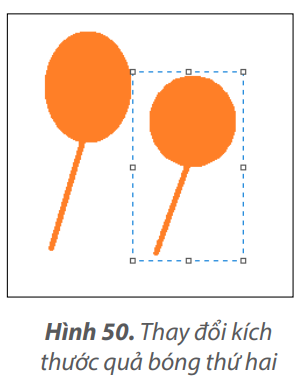 Hình 50. Thay đổi kích
thước quả bóng thứ hai